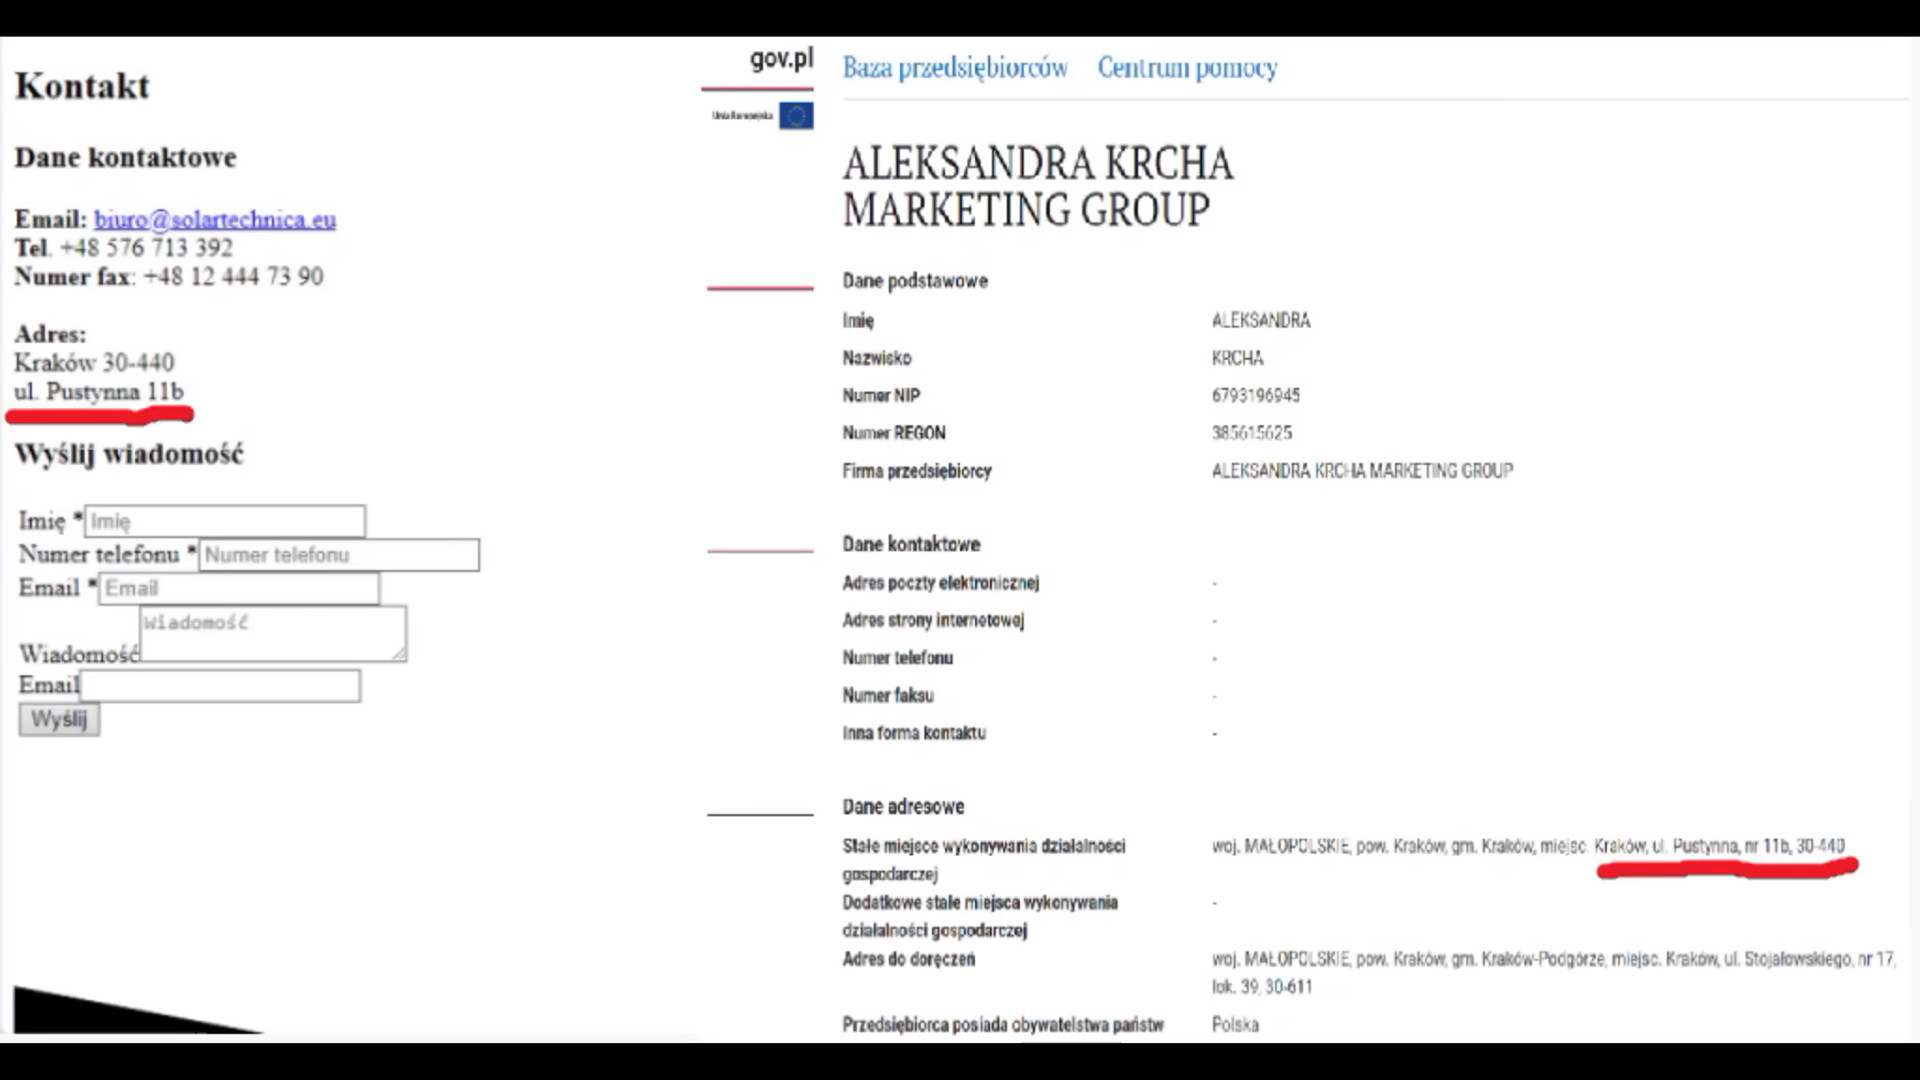 Kontakt
Dane kontaktowe
Email: biuro@solartechnica.eu
Tel. +48 576 713 392
Numer fax: +48 12 444 73 90
Adres:
Kraków 30-440
ul. Pustynna 11b
Wyślij wiadomość
Imię * Imię
Numer telefonu * Numer telefonu
Email * Email
Wiadomość
Wiadomość
Email
Wyślij
gov.pl
Unia Europejska
Baza przedsiębiorców Centrum pomocy
ALEKSANDRA KRCHA
MARKETING GROUP
Dane podstawowe
Imię ALEKSANDRA
Nazwisko KRCHA
Numer NIP 6793196945
Numer REGON 385615625
Firma przedsiębiorcy ALEKSANDRA KRCHA MARKETING GROUP
Dane kontaktowe
Adres poczty elektronicznej -
Adres strony internetowej -
Numer telefonu -
Numer faksu -
Inna forma kontaktu -
Dane adresowe
Stałe miejsce wykonywania działalności woj. MAŁOPOLSKIE, pow. Kraków, gm. Kraków, miejsc. Kraków, ul. Pustynna, nr 11b, 30-440
gospodarczej
Dodatkowe stałe miejsca wykonywania -
działalności gospodarczej
Adres do doręczeń woj. MAŁOPOLSKIE, pow. Kraków, gm. Kraków-Podgórze, miejsc. Kraków, ul. Stojałowskiego, nr 17,
lok. 39, 30-611
Przedsiębiorca posiada obywatelstwa państw Polska